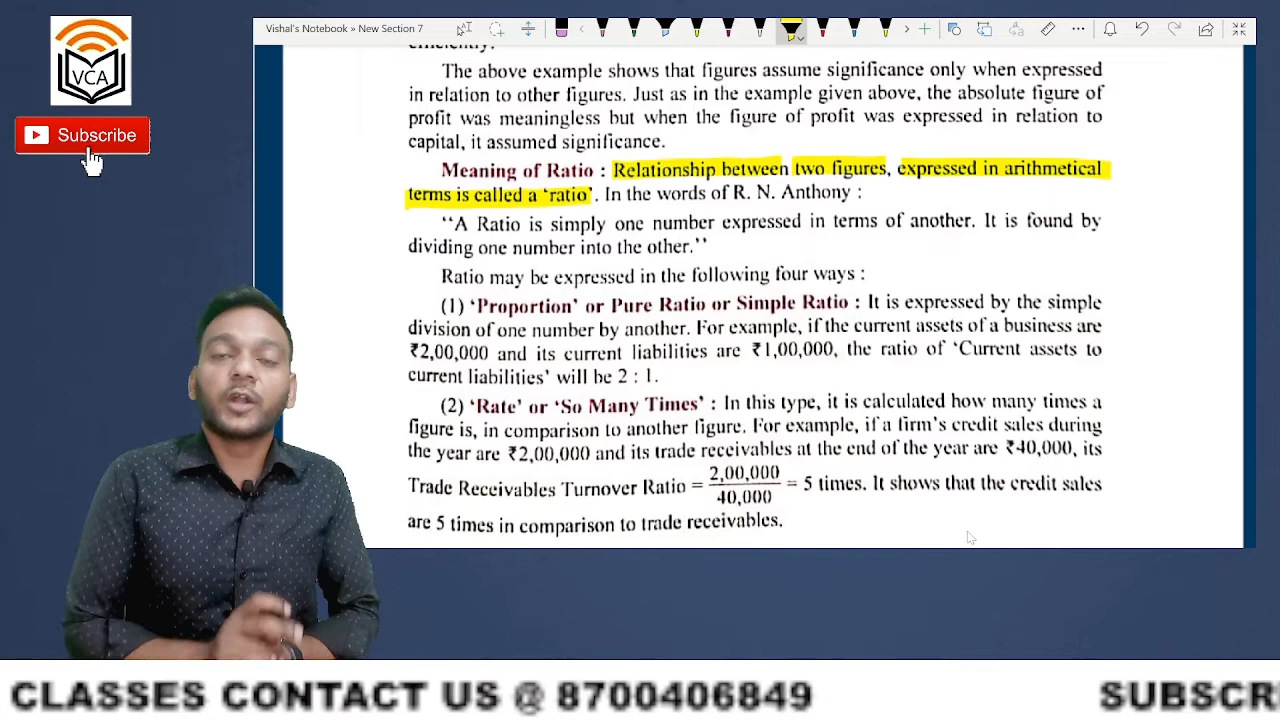 Vishal's Notebook » New Section 7
VCA
Subscribe
efficiently.
The above example shows that figures assume significance only when expressed
in relation to other figures. Just as in the example given above, the absolute figure of
profit was meaningless but when the figure of profit was expressed in relation to
capital, it assumed significance.
Meaning of Ratio : Relationship between two figures, expressed in arithmetical
terms is called a 'ratio'. In the words of R. N. Anthony :
''A Ratio is simply one number expressed in terms of another. It is found by
dividing one number into the other.''
Ratio may be expressed in the following four ways :
(1) 'Proportion' or Pure Ratio or Simple Ratio : It is expressed by the simple
division of one number by another. For example, if the current assets of a business are
₹2,00,000 and its current liabilities are ₹1,00,000, the ratio of 'Current assets to
current liabilities' will be 2 : 1.
(2) 'Rate' or 'So Many Times' : In this type, it is calculated how many times a
figure is, in comparison to another figure. For example, if a firm's credit sales during
the year are ₹2,00,000 and its trade receivables at the end of the year are ₹40,000, its
Trade Receivables Turnover Ratio = 2,00,000 / 40,000 = 5 times. It shows that the credit sales
are 5 times in comparison to trade receivables.
CLASSES CONTACT US @ 8700406849 SUBSCRI